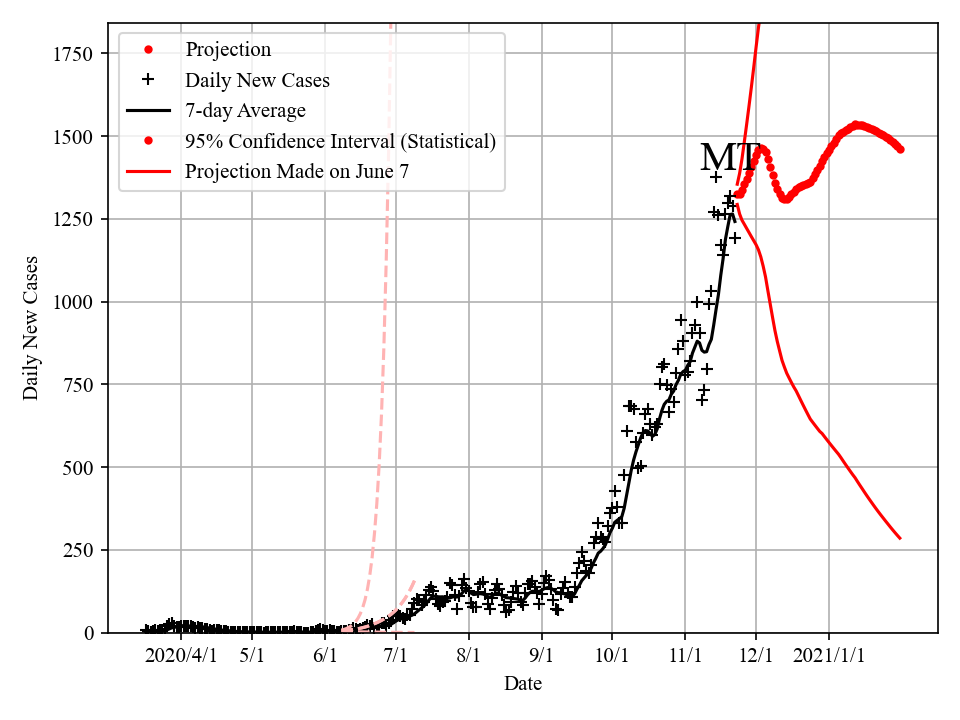 Projection
Daily New Cases
7-day Average
95% Confidence Interval (Statistical)
Projection Made on June 7
MT
1750
1500
1250
1000
750
500
250
0
Daily New Cases
2020/4/1 5/1 6/1 7/1 8/1 9/1 10/1 11/1 12/1 2021/1/1
Date